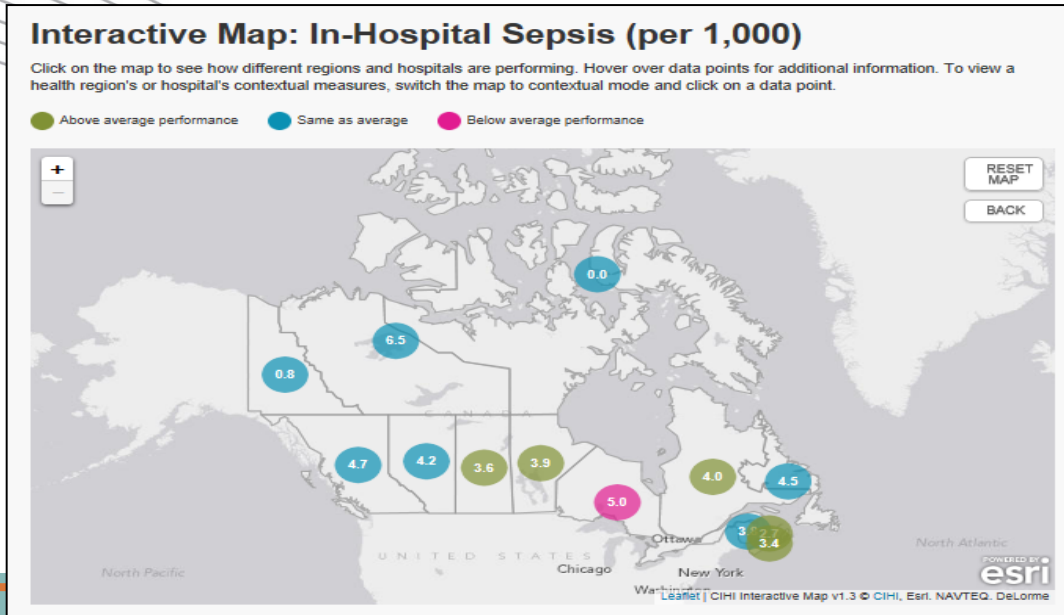 Interactive Map: In-Hospital Sepsis (per 1,000)
Click on the map to see how different regions and hospitals are performing. Hover over data points for additional information. To view a
health region's or hospital's contextual measures, switch the map to contextual mode and click on a data point.
Above average performance Same as average Below average performance
+
−
RESET
MAP
BACK
0.0
6.5
0.8
CANADA
4.7
4.2
3.6
3.9
4.0
4.5
5.0
2.7
3.4
Ottawa
North Atlantic
UNITED STATES
Chicago
New York
North Pacific
POWERED BY
esri
Leaflet | CIHI Interactive Map v1.3 © CIHI, Esri. NAVTEQ. DeLorme